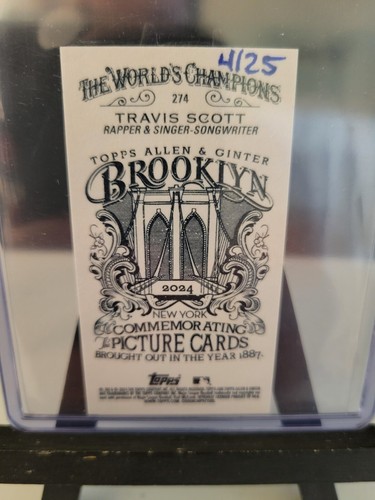 4/25
THE WORLD'S CHAMPIONS
274
TRAVIS SCOTT
RAPPER & SINGER-SONGWRITER
TOPPS ALLEN & GINTER
BROOKLYN
2024
NEW YORK
COMMEMORATING
The PICTURE CARDS
BROUGHT OUT IN THE YEAR 1887.
Topps